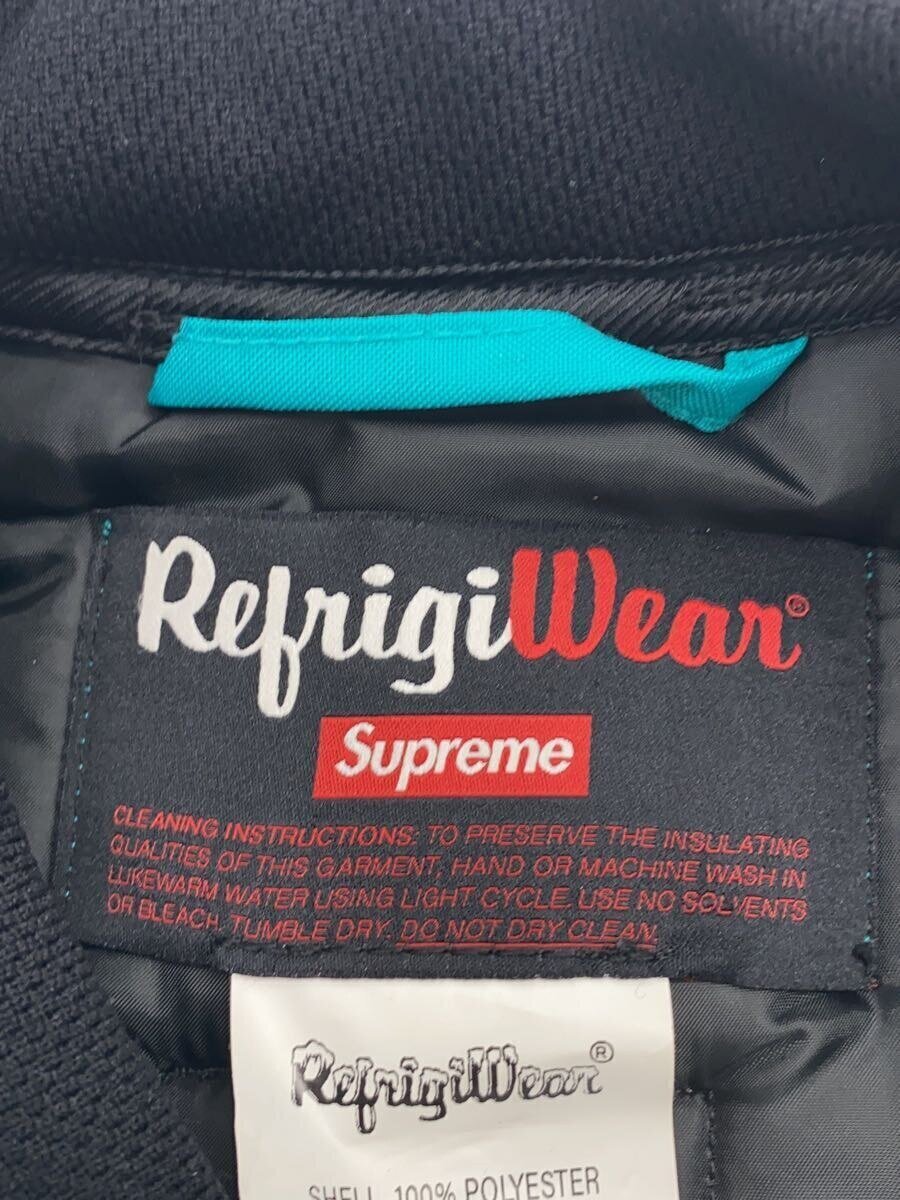 RefrigiWear®
Supreme
CLEANING INSTRUCTIONS: TO PRESERVE THE INSULATING
QUALITIES OF THIS GARMENT, HAND OR MACHINE WASH IN
LUKEWARM WATER USING LIGHT CYCLE. USE NO SOLVENTS
OR BLEACH. TUMBLE DRY. DO NOT DRY CLEAN.
RefrigiWear®
SHELL 100% POLYESTER